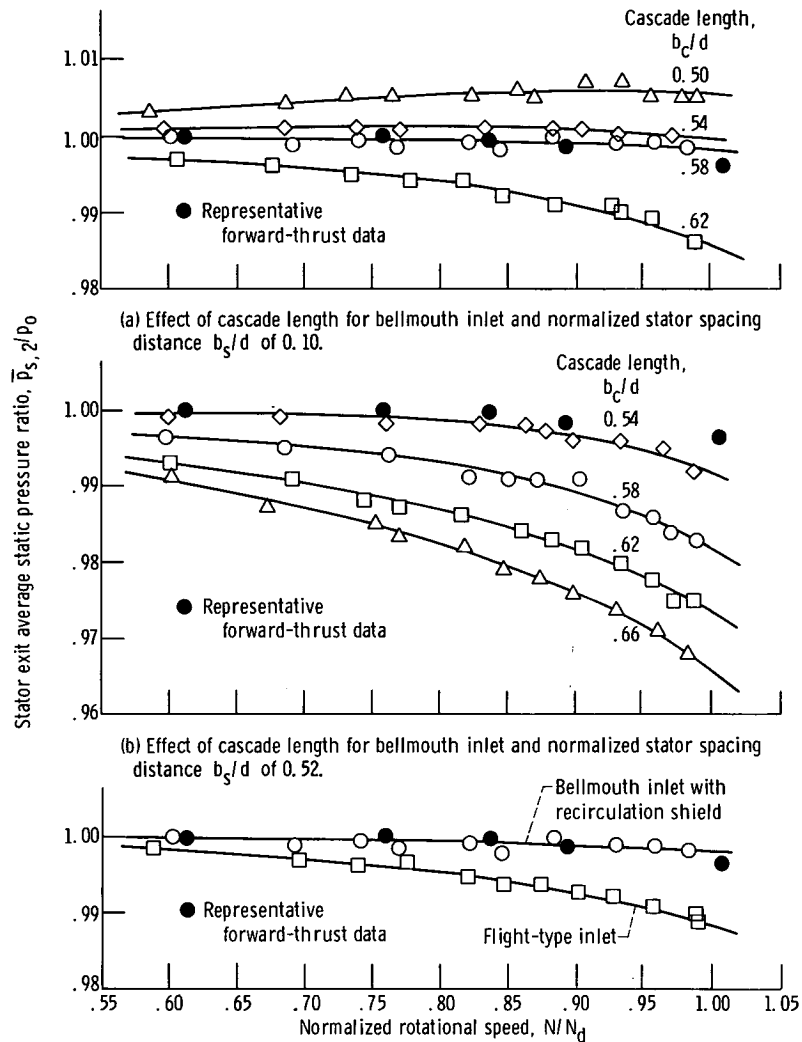 Cascade length,
b_c/d
0.50
.54
.58
.62
1.01
1.00
.99
.98
Representative
forward-thrust data
(a) Effect of cascade length for bellmouth inlet and normalized stator spacing
distance b_s/d of 0.10.
Cascade length,
b_c/d
0.54
.58
.62
.66
1.00
.99
.98
.97
.96
Representative
forward-thrust data
Stator exit average static pressure ratio, p̅_s, 2/p_0
(b) Effect of cascade length for bellmouth inlet and normalized stator spacing
distance b_s/d of 0.52.
Bellmouth inlet with
recirculation shield
1.00
.99
.98
Representative
forward-thrust data
Flight-type inlet
.55 .60 .65 .70 .75 .80 .85 .90 .95 1.00 1.05
Normalized rotational speed, N/N_d